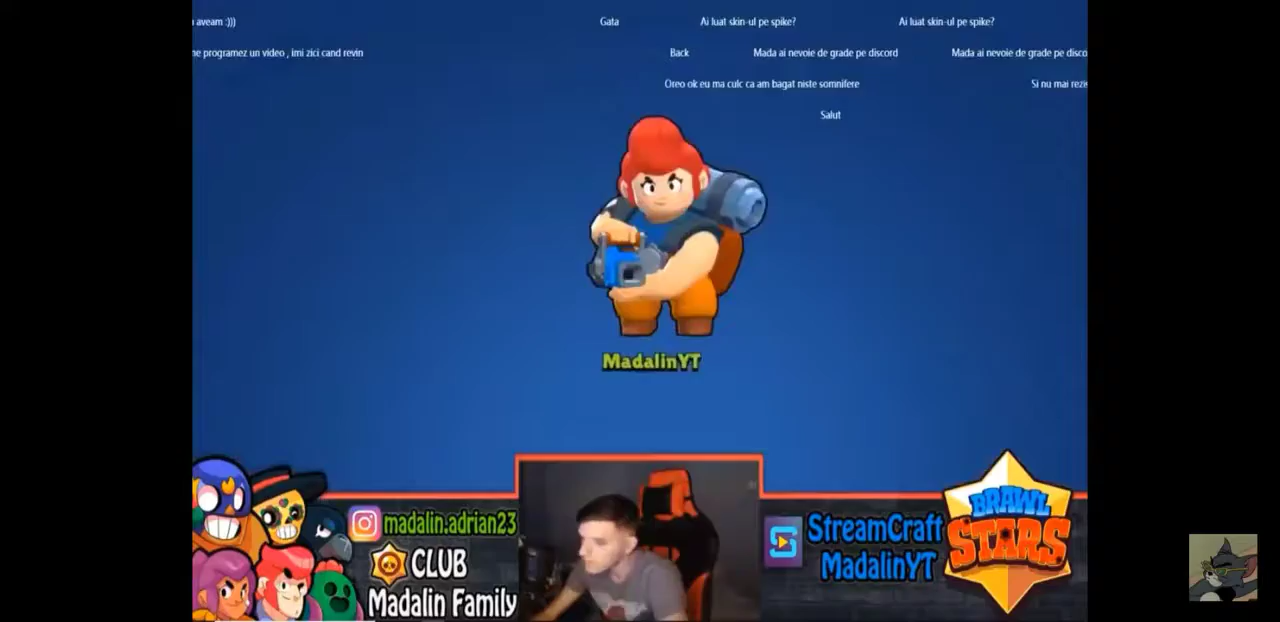 aveam :)))
Gata
Ai luat skin-ul pe spike?
Ai luat skin-ul pe spike?
programez un video , imi zici cand revin
Back
Mada ai nevoie de grade pe discord
Mada ai nevoie de grade pe disco
Oreo ok eu ma culc ca am bagat niste somnifere
Si nu mai
Salut
MadalinYT
madalin.adrian23
CLUB
Madalin Family
StreamCraft
MadalinYT
BRAWL
STARS